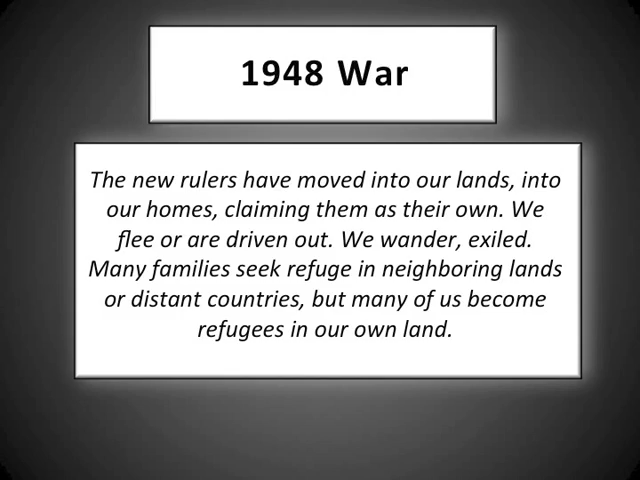 1948 War
The new rulers have moved into our lands, into
our homes, claiming them as their own. We
flee or are driven out. We wander, exiled.
Many families seek refuge in neighboring lands
or distant countries, but many of us become
refugees in our own land.